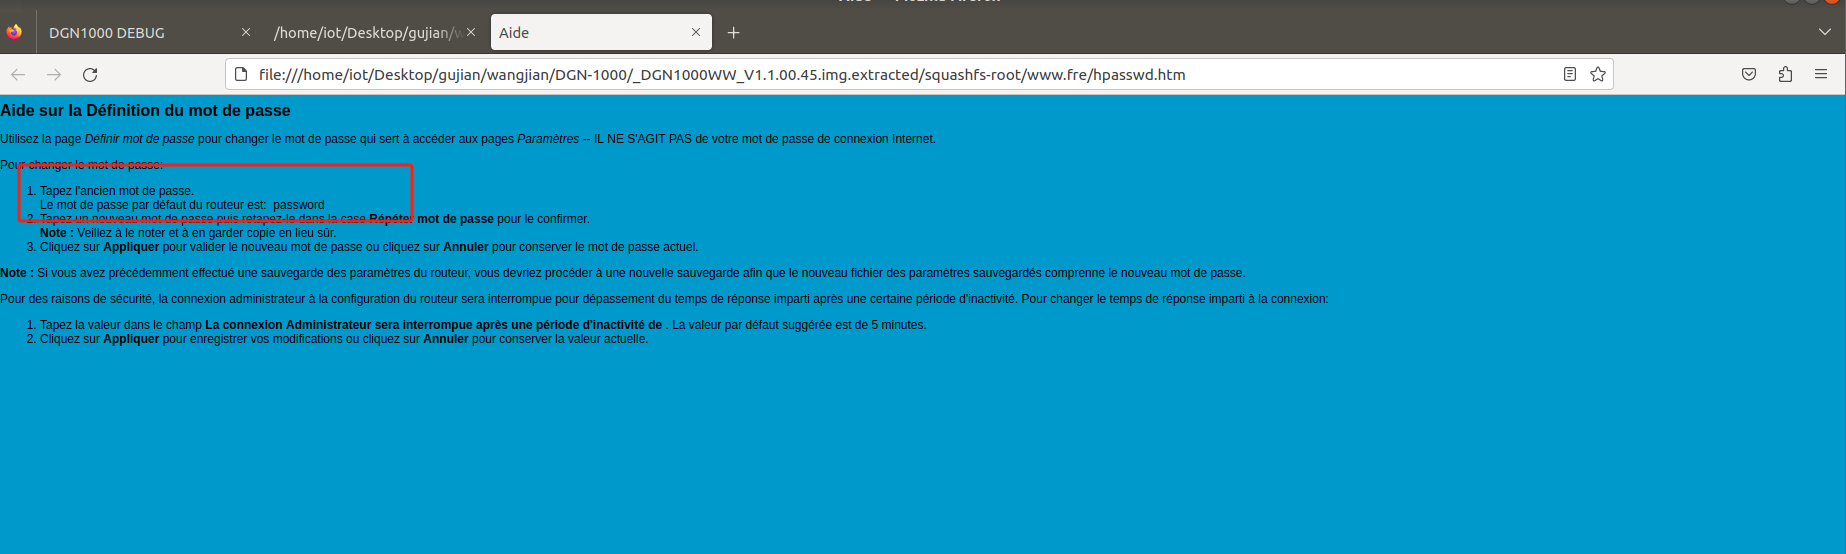 DGN1000 DEBUG
/home/iot/Desktop/gujian/w
Aide
file:///home/iot/Desktop/gujian/wangjian/DGN-1000/_DGN1000WW_V1.1.00.45.img.extracted/squashfs-root/www.fre/hpasswd.htm
Aide sur la Définition du mot de passe
Utilisez la page Définir mot de passe pour changer le mot de passe qui sert à accéder aux pages Paramètres -- IL NE S'AGIT PAS de votre mot de passe de connexion Internet.
Pour changer le mot de passe:
1. Tapez l'ancien mot de passe.
Le mot de passe par défaut du routeur est: password
2. Tapez un nouveau mot de passe puis retapez-le dans la case Répéter mot de passe pour le confirmer.
Note : Veillez à le noter et à en garder copie en lieu sûr.
3. Cliquez sur Appliquer pour valider le nouveau mot de passe ou cliquez sur Annuler pour conserver le mot de passe actuel.
Note : Si vous avez précédemment effectué une sauvegarde des paramètres du routeur, vous devriez procéder à une nouvelle sauvegarde afin que le nouveau fichier des paramètres sauvegardés comprenne le nouveau mot de passe.
Pour des raisons de sécurité, la connexion administrateur à la configuration du routeur sera interrompue pour dépassement du temps de réponse imparti après une certaine période d'inactivité. Pour changer le temps de réponse imparti à la connexion:
1. Tapez la valeur dans le champ La connexion Administrateur sera interrompue après une période d'inactivité de . La valeur par défaut suggérée est de 5 minutes.
2. Cliquez sur Appliquer pour enregistrer vos modifications ou cliquez sur Annuler pour conserver la valeur actuelle.